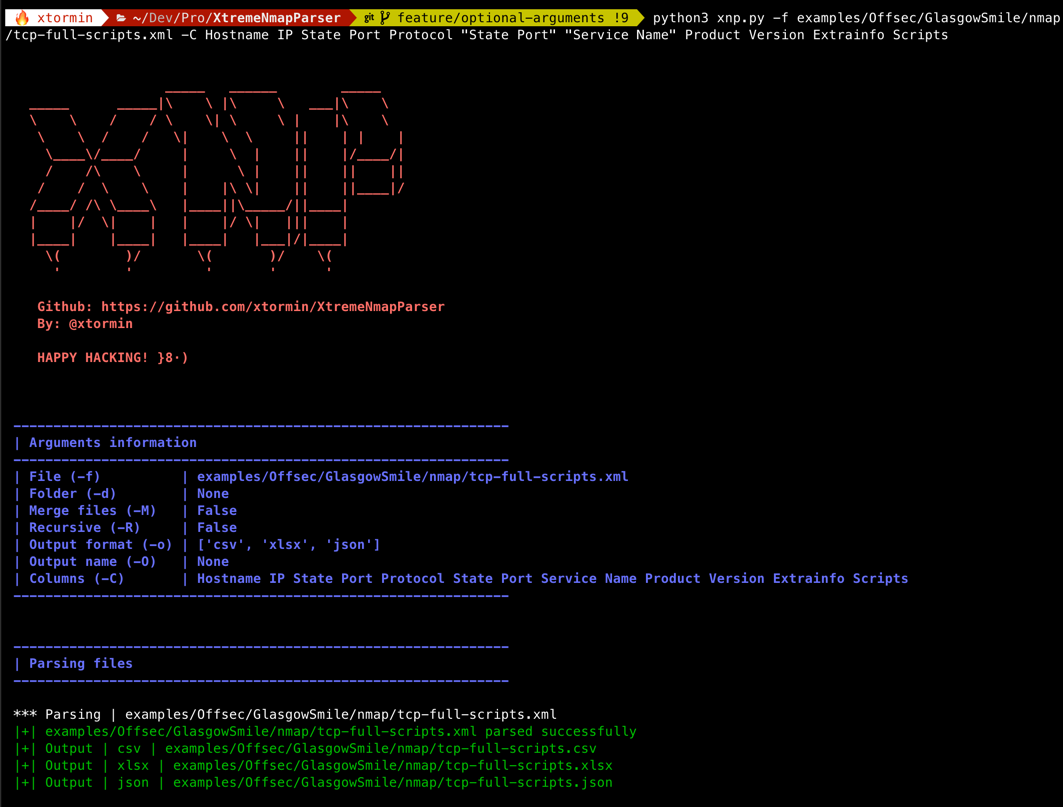 xtormin ~/Dev/Pro/XtremeNmapParser git feature/optional-arguments !9 python3 xnp.py -f examples/Offsec/GlasgowSmile/nmap
/tcp-full-scripts.xml -C Hostname IP State Port Protocol "State Port" "Service Name" Product Version Extrainfo Scripts
XNP
Github: https://github.com/xtormin/XtremeNmapParser
By: @xtormin
HAPPY HACKING! }8·)
------------------------------------------------------------
| Arguments information
------------------------------------------------------------
| File (-f) | examples/Offsec/GlasgowSmile/nmap/tcp-full-scripts.xml
| Folder (-d) | None
| Merge files (-M) | False
| Recursive (-R) | False
| Output format (-o) | ['csv', 'xlsx', 'json']
| Output name (-O) | None
| Columns (-C) | Hostname IP State Port Protocol State Port Service Name Product Version Extrainfo Scripts
------------------------------------------------------------
------------------------------------------------------------
| Parsing files
------------------------------------------------------------
*** Parsing | examples/Offsec/GlasgowSmile/nmap/tcp-full-scripts.xml
|+| examples/Offsec/GlasgowSmile/nmap/tcp-full-scripts.xml parsed successfully
|+| Output | csv | examples/Offsec/GlasgowSmile/nmap/tcp-full-scripts.csv
|+| Output | xlsx | examples/Offsec/GlasgowSmile/nmap/tcp-full-scripts.xlsx
|+| Output | json | examples/Offsec/GlasgowSmile/nmap/tcp-full-scripts.json